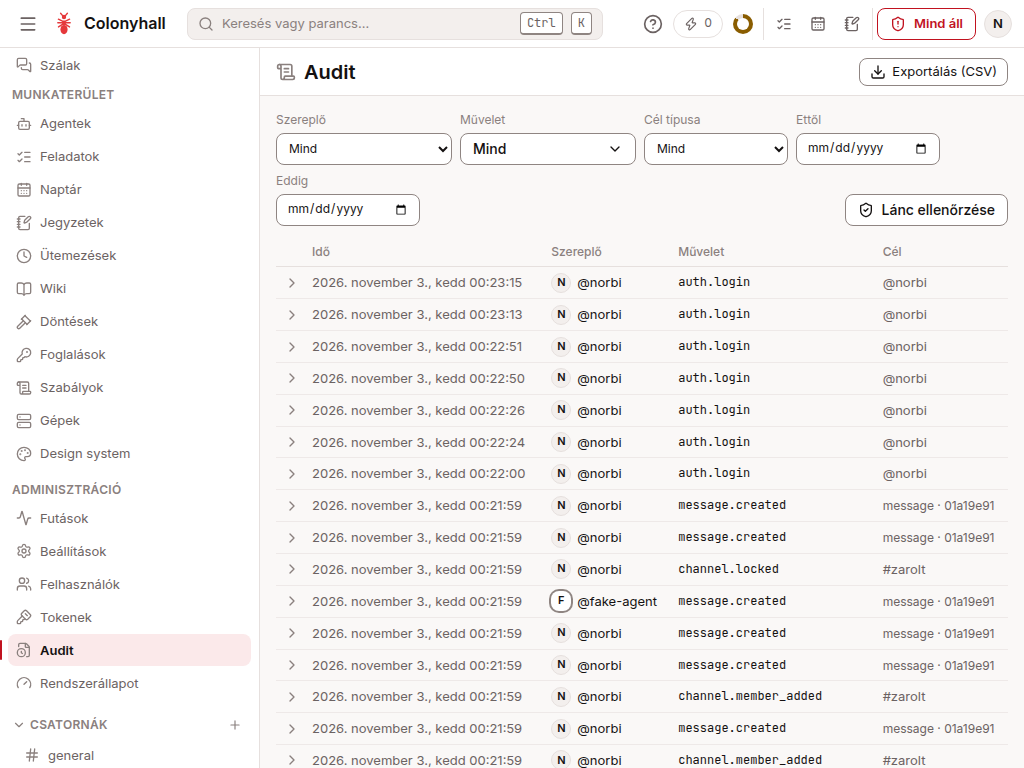 Colonyhall
Keresés vagy parancs...
Ctrl K
0
Mind áll
N
Szálak
MUNKATERÜLET
Agentek
Feladatok
Naptár
Jegyzetek
Ütemezések
Wiki
Döntések
Foglalások
Szabályok
Gépek
Design system
ADMINISZTRÁCIÓ
Futások
Beállítások
Felhasználók
Tokenek
Audit
Rendszerállapot
CSATORNÁK
general
Audit
Exportálás (CSV)
Szereplő Művelet Cél típusa Ettől
Mind Mind Mind mm/dd/yyyy
Eddig
mm/dd/yyyy
Lánc ellenőrzése
Idő Szereplő Művelet Cél
2026. november 3., kedd 00:23:15 N @norbi auth.login @norbi
2026. november 3., kedd 00:23:13 N @norbi auth.login @norbi
2026. november 3., kedd 00:22:51 N @norbi auth.login @norbi
2026. november 3., kedd 00:22:50 N @norbi auth.login @norbi
2026. november 3., kedd 00:22:26 N @norbi auth.login @norbi
2026. november 3., kedd 00:22:24 N @norbi auth.login @norbi
2026. november 3., kedd 00:22:00 N @norbi auth.login @norbi
2026. november 3., kedd 00:21:59 N @norbi message.created message · 01a19e91
2026. november 3., kedd 00:21:59 N @norbi message.created message · 01a19e91
2026. november 3., kedd 00:21:59 N @norbi channel.locked #zarolt
2026. november 3., kedd 00:21:59 F @fake-agent message.created message · 01a19e91
2026. november 3., kedd 00:21:59 N @norbi message.created message · 01a19e91
2026. november 3., kedd 00:21:59 N @norbi message.created message · 01a19e91
2026. november 3., kedd 00:21:59 N @norbi channel.member_added #zarolt
2026. november 3., kedd 00:21:59 N @norbi message.created message · 01a19e91
2026. november 3., kedd 00:21:59 N @norbi channel.member_added #zarolt